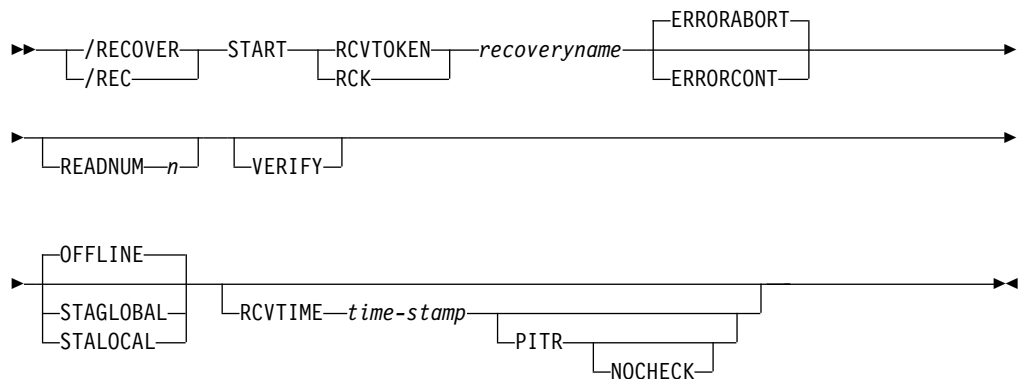 ERRORABORT
/RECOVER START RCVTOKEN recoveryname
/REC RCK ERRORCONT
READNUM n VERIFY
OFFLINE
STAGLOBAL RCVTIME time-stamp
STALOCAL PITR
NOCHECK